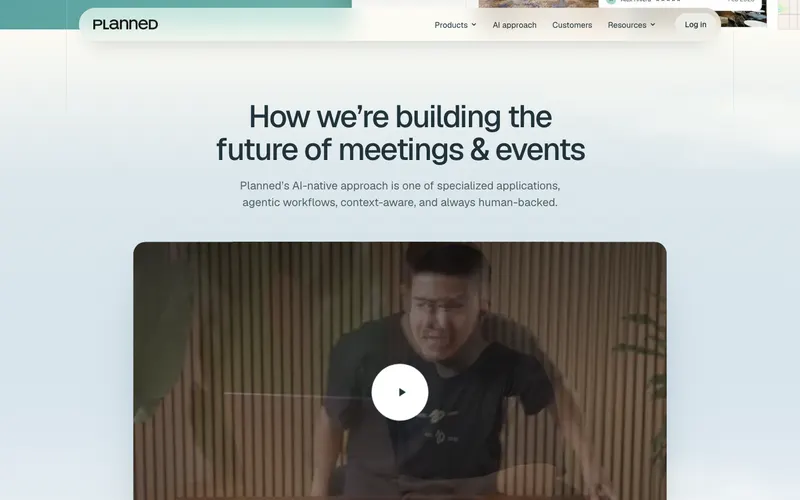 PLANNED
Products
AI approach
Customers
Resources
Log in
How we're building the
future of meetings & events
Planned's AI-native approach is one of specialized applications,
agentic workflows, context-aware, and always human-backed.